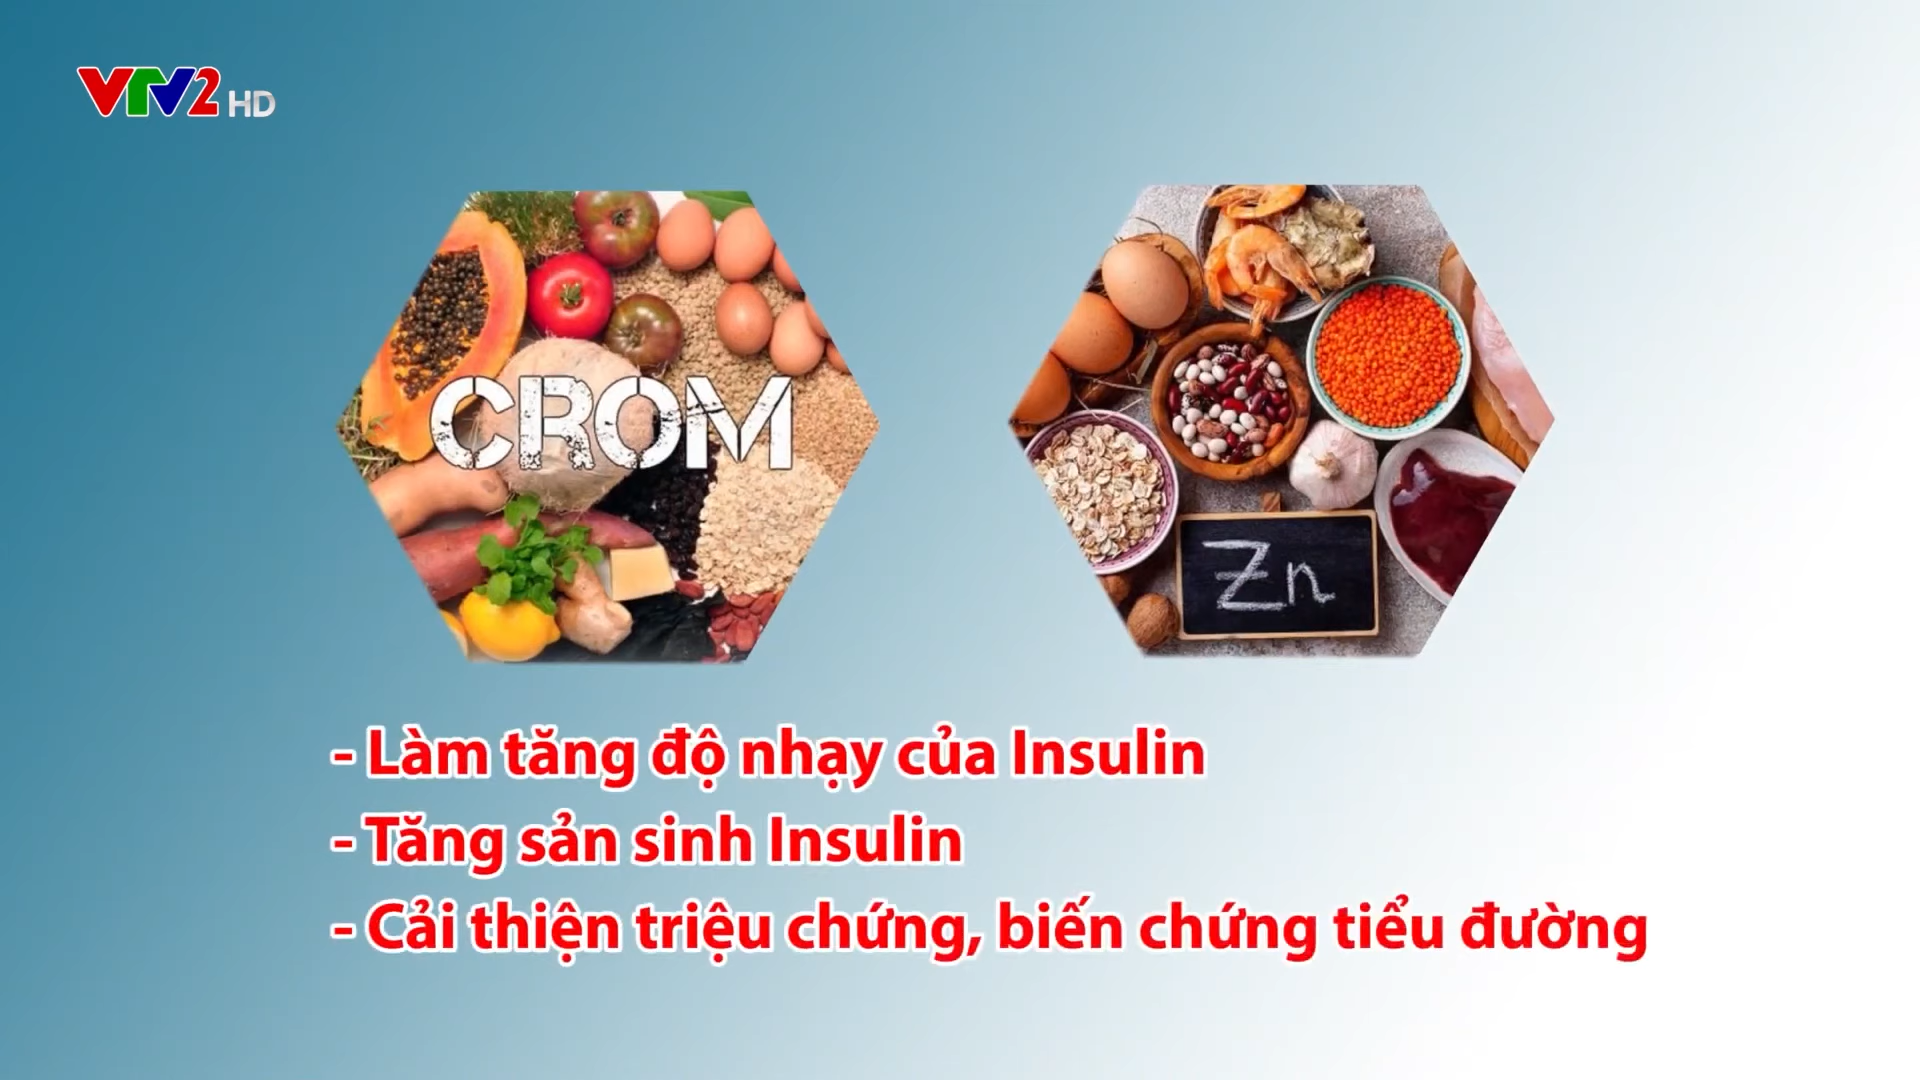 VTV2 HD
CROM
Zn
- Làm tăng độ nhạy của Insulin
- Tăng sản sinh Insulin
- Cải thiện triệu chứng, biến chứng tiểu đường